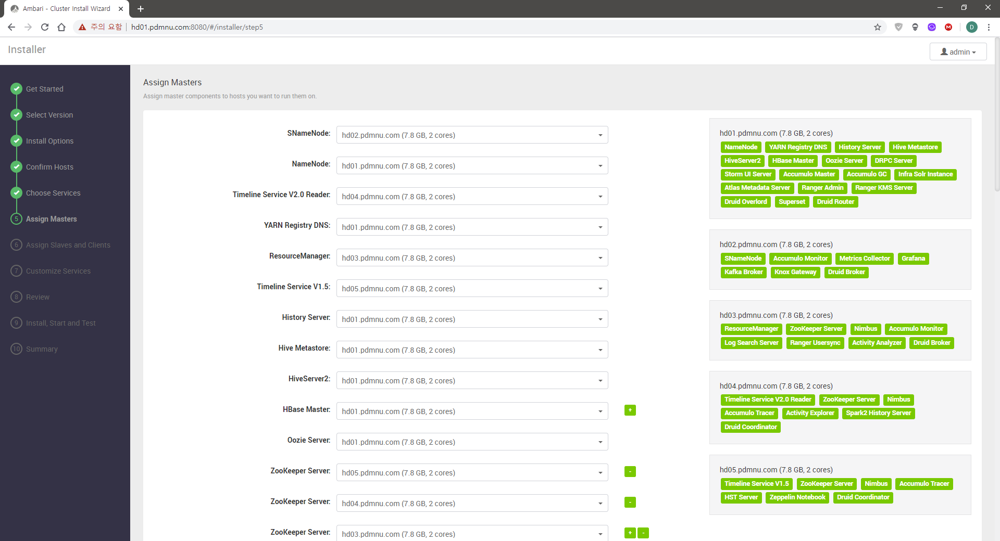 Ambari - Cluster Install Wizard
주의 요함 hd01.pdmnu.com:8080/#/installer/step5
D
Installer
admin
Get Started
Select Version
Install Options
Confirm Hosts
Choose Services
5 Assign Masters
6 Assign Slaves and Clients
7 Customize Services
8 Review
9 Install, Start and Test
10 Summary
Assign Masters
Assign master components to hosts you want to run them on.
SNameNode: hd02.pdmnu.com (7.8 GB, 2 cores)
NameNode: hd01.pdmnu.com (7.8 GB, 2 cores)
Timeline Service V2.0 Reader: hd04.pdmnu.com (7.8 GB, 2 cores)
YARN Registry DNS: hd01.pdmnu.com (7.8 GB, 2 cores)
ResourceManager: hd03.pdmnu.com (7.8 GB, 2 cores)
Timeline Service V1.5: hd05.pdmnu.com (7.8 GB, 2 cores)
History Server: hd01.pdmnu.com (7.8 GB, 2 cores)
Hive Metastore: hd01.pdmnu.com (7.8 GB, 2 cores)
HiveServer2: hd01.pdmnu.com (7.8 GB, 2 cores)
HBase Master: hd01.pdmnu.com (7.8 GB, 2 cores) +
Oozie Server: hd01.pdmnu.com (7.8 GB, 2 cores)
ZooKeeper Server: hd05.pdmnu.com (7.8 GB, 2 cores) -
ZooKeeper Server: hd04.pdmnu.com (7.8 GB, 2 cores) -
ZooKeeper Server: hd03.pdmnu.com (7.8 GB, 2 cores) + -
hd01.pdmnu.com (7.8 GB, 2 cores)
NameNode YARN Registry DNS History Server Hive Metastore
HiveServer2 HBase Master Oozie Server DRPC Server
Storm UI Server Accumulo Master Accumulo GC Infra Solr Instance
Atlas Metadata Server Ranger Admin Ranger KMS Server
Druid Overlord Superset Druid Router
hd02.pdmnu.com (7.8 GB, 2 cores)
SNameNode Accumulo Monitor Metrics Collector Grafana
Kafka Broker Knox Gateway Druid Broker
hd03.pdmnu.com (7.8 GB, 2 cores)
ResourceManager ZooKeeper Server Nimbus Accumulo Monitor
Log Search Server Ranger Usersync Activity Analyzer Druid Broker
hd04.pdmnu.com (7.8 GB, 2 cores)
Timeline Service V2.0 Reader ZooKeeper Server Nimbus
Accumulo Tracer Activity Explorer Spark2 History Server
Druid Coordinator
hd05.pdmnu.com (7.8 GB, 2 cores)
Timeline Service V1.5 ZooKeeper Server Nimbus Accumulo Tracer
HST Server Zeppelin Notebook Druid Coordinator